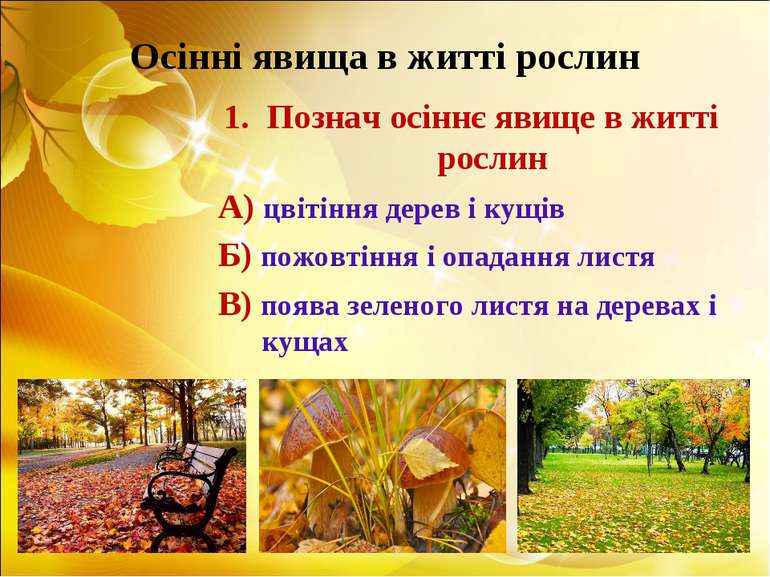 Осінні явища в житті рослин
1. Познач осіннє явище в житті
рослин
А) цвітіння дерев і кущів
Б) пожовтіння і опадання листя
В) поява зеленого листя на деревах і
кущах